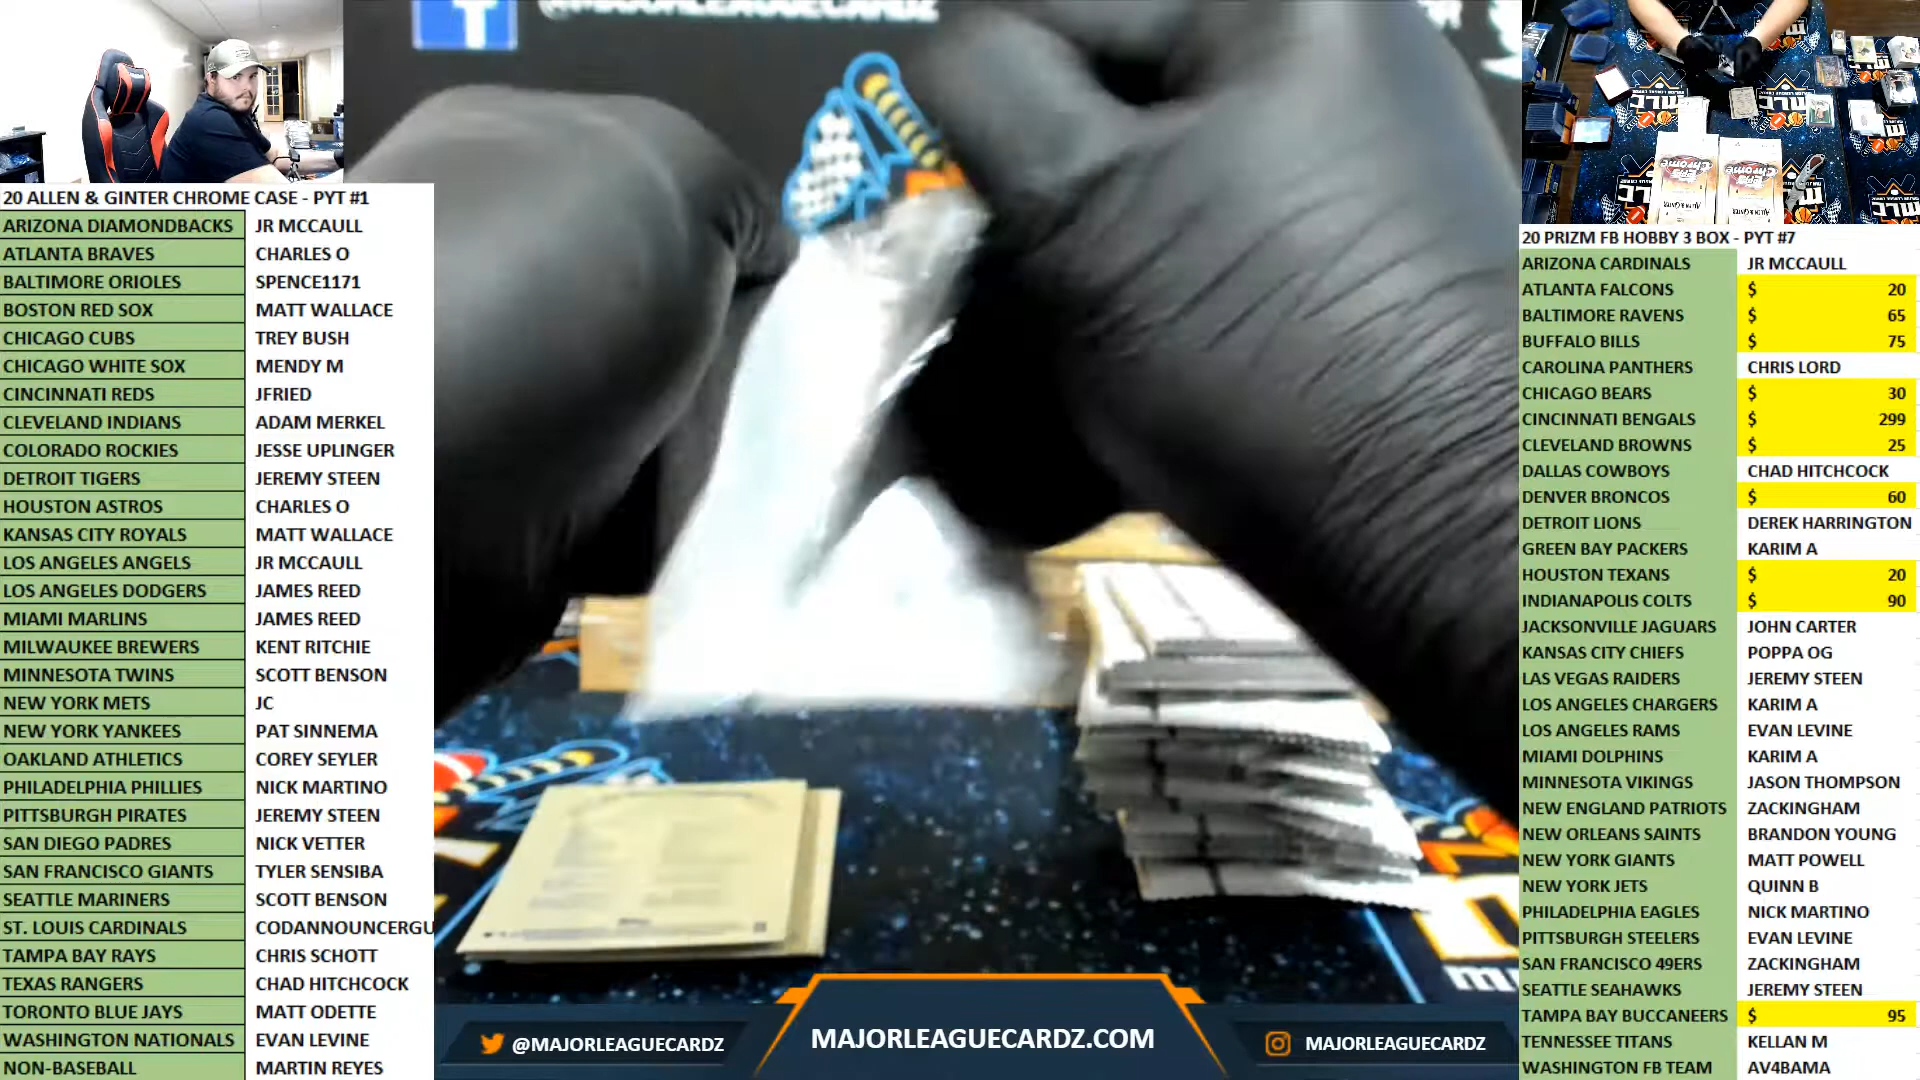 @MAJORLEAGUECARDZ
20 ALLEN & GINTER CHROME CASE - PYT #1
ARIZONA DIAMONDBACKS JR MCCAULL
ATLANTA BRAVES CHARLES O
BALTIMORE ORIOLES SPENCE1171
BOSTON RED SOX MATT WALLACE
CHICAGO CUBS TREY BUSH
CHICAGO WHITE SOX MENDY M
CINCINNATI REDS JFRIED
CLEVELAND INDIANS ADAM MERKEL
COLORADO ROCKIES JESSE UPLINGER
DETROIT TIGERS JEREMY STEEN
HOUSTON ASTROS CHARLES O
KANSAS CITY ROYALS MATT WALLACE
LOS ANGELES ANGELS JR MCCAULL
LOS ANGELES DODGERS JAMES REED
MIAMI MARLINS JAMES REED
MILWAUKEE BREWERS KENT RITCHIE
MINNESOTA TWINS SCOTT BENSON
NEW YORK METS JC
NEW YORK YANKEES PAT SINNEMA
OAKLAND ATHLETICS COREY SEYLER
PHILADELPHIA PHILLIES NICK MARTINO
PITTSBURGH PIRATES JEREMY STEEN
SAN DIEGO PADRES NICK VETTER
SAN FRANCISCO GIANTS TYLER SENSIBA
SEATTLE MARINERS SCOTT BENSON
ST. LOUIS CARDINALS CODANNOUNCERGU
TAMPA BAY RAYS CHRIS SCHOTT
TEXAS RANGERS CHAD HITCHCOCK
TORONTO BLUE JAYS MATT ODETTE
WASHINGTON NATIONALS EVAN LEVINE
NON-BASEBALL MARTIN REYES
@MAJORLEAGUECARDZ
MAJORLEAGUECARDZ.COM
MAJORLEAGUECARDZ
20 PRIZM FB HOBBY 3 BOX - PYT #7
ARIZONA CARDINALS JR MCCAULL
ATLANTA FALCONS $ 20
BALTIMORE RAVENS $ 65
BUFFALO BILLS $ 75
CAROLINA PANTHERS CHRIS LORD
CHICAGO BEARS $ 30
CINCINNATI BENGALS $ 299
CLEVELAND BROWNS $ 25
DALLAS COWBOYS CHAD HITCHCOCK
DENVER BRONCOS $ 60
DETROIT LIONS DEREK HARRINGTON
GREEN BAY PACKERS KARIM A
HOUSTON TEXANS $ 20
INDIANAPOLIS COLTS $ 90
JACKSONVILLE JAGUARS JOHN CARTER
KANSAS CITY CHIEFS POPPA OG
LAS VEGAS RAIDERS JEREMY STEEN
LOS ANGELES CHARGERS KARIM A
LOS ANGELES RAMS EVAN LEVINE
MIAMI DOLPHINS KARIM A
MINNESOTA VIKINGS JASON THOMPSON
NEW ENGLAND PATRIOTS ZACKINGHAM
NEW ORLEANS SAINTS BRANDON YOUNG
NEW YORK GIANTS MATT POWELL
NEW YORK JETS QUINN B
PHILADELPHIA EAGLES NICK MARTINO
PITTSBURGH STEELERS EVAN LEVINE
SAN FRANCISCO 49ERS ZACKINGHAM
SEATTLE SEAHAWKS JEREMY STEEN
TAMPA BAY BUCCANEERS $ 95
TENNESSEE TITANS KELLAN M
WASHINGTON FB TEAM AV4BAMA